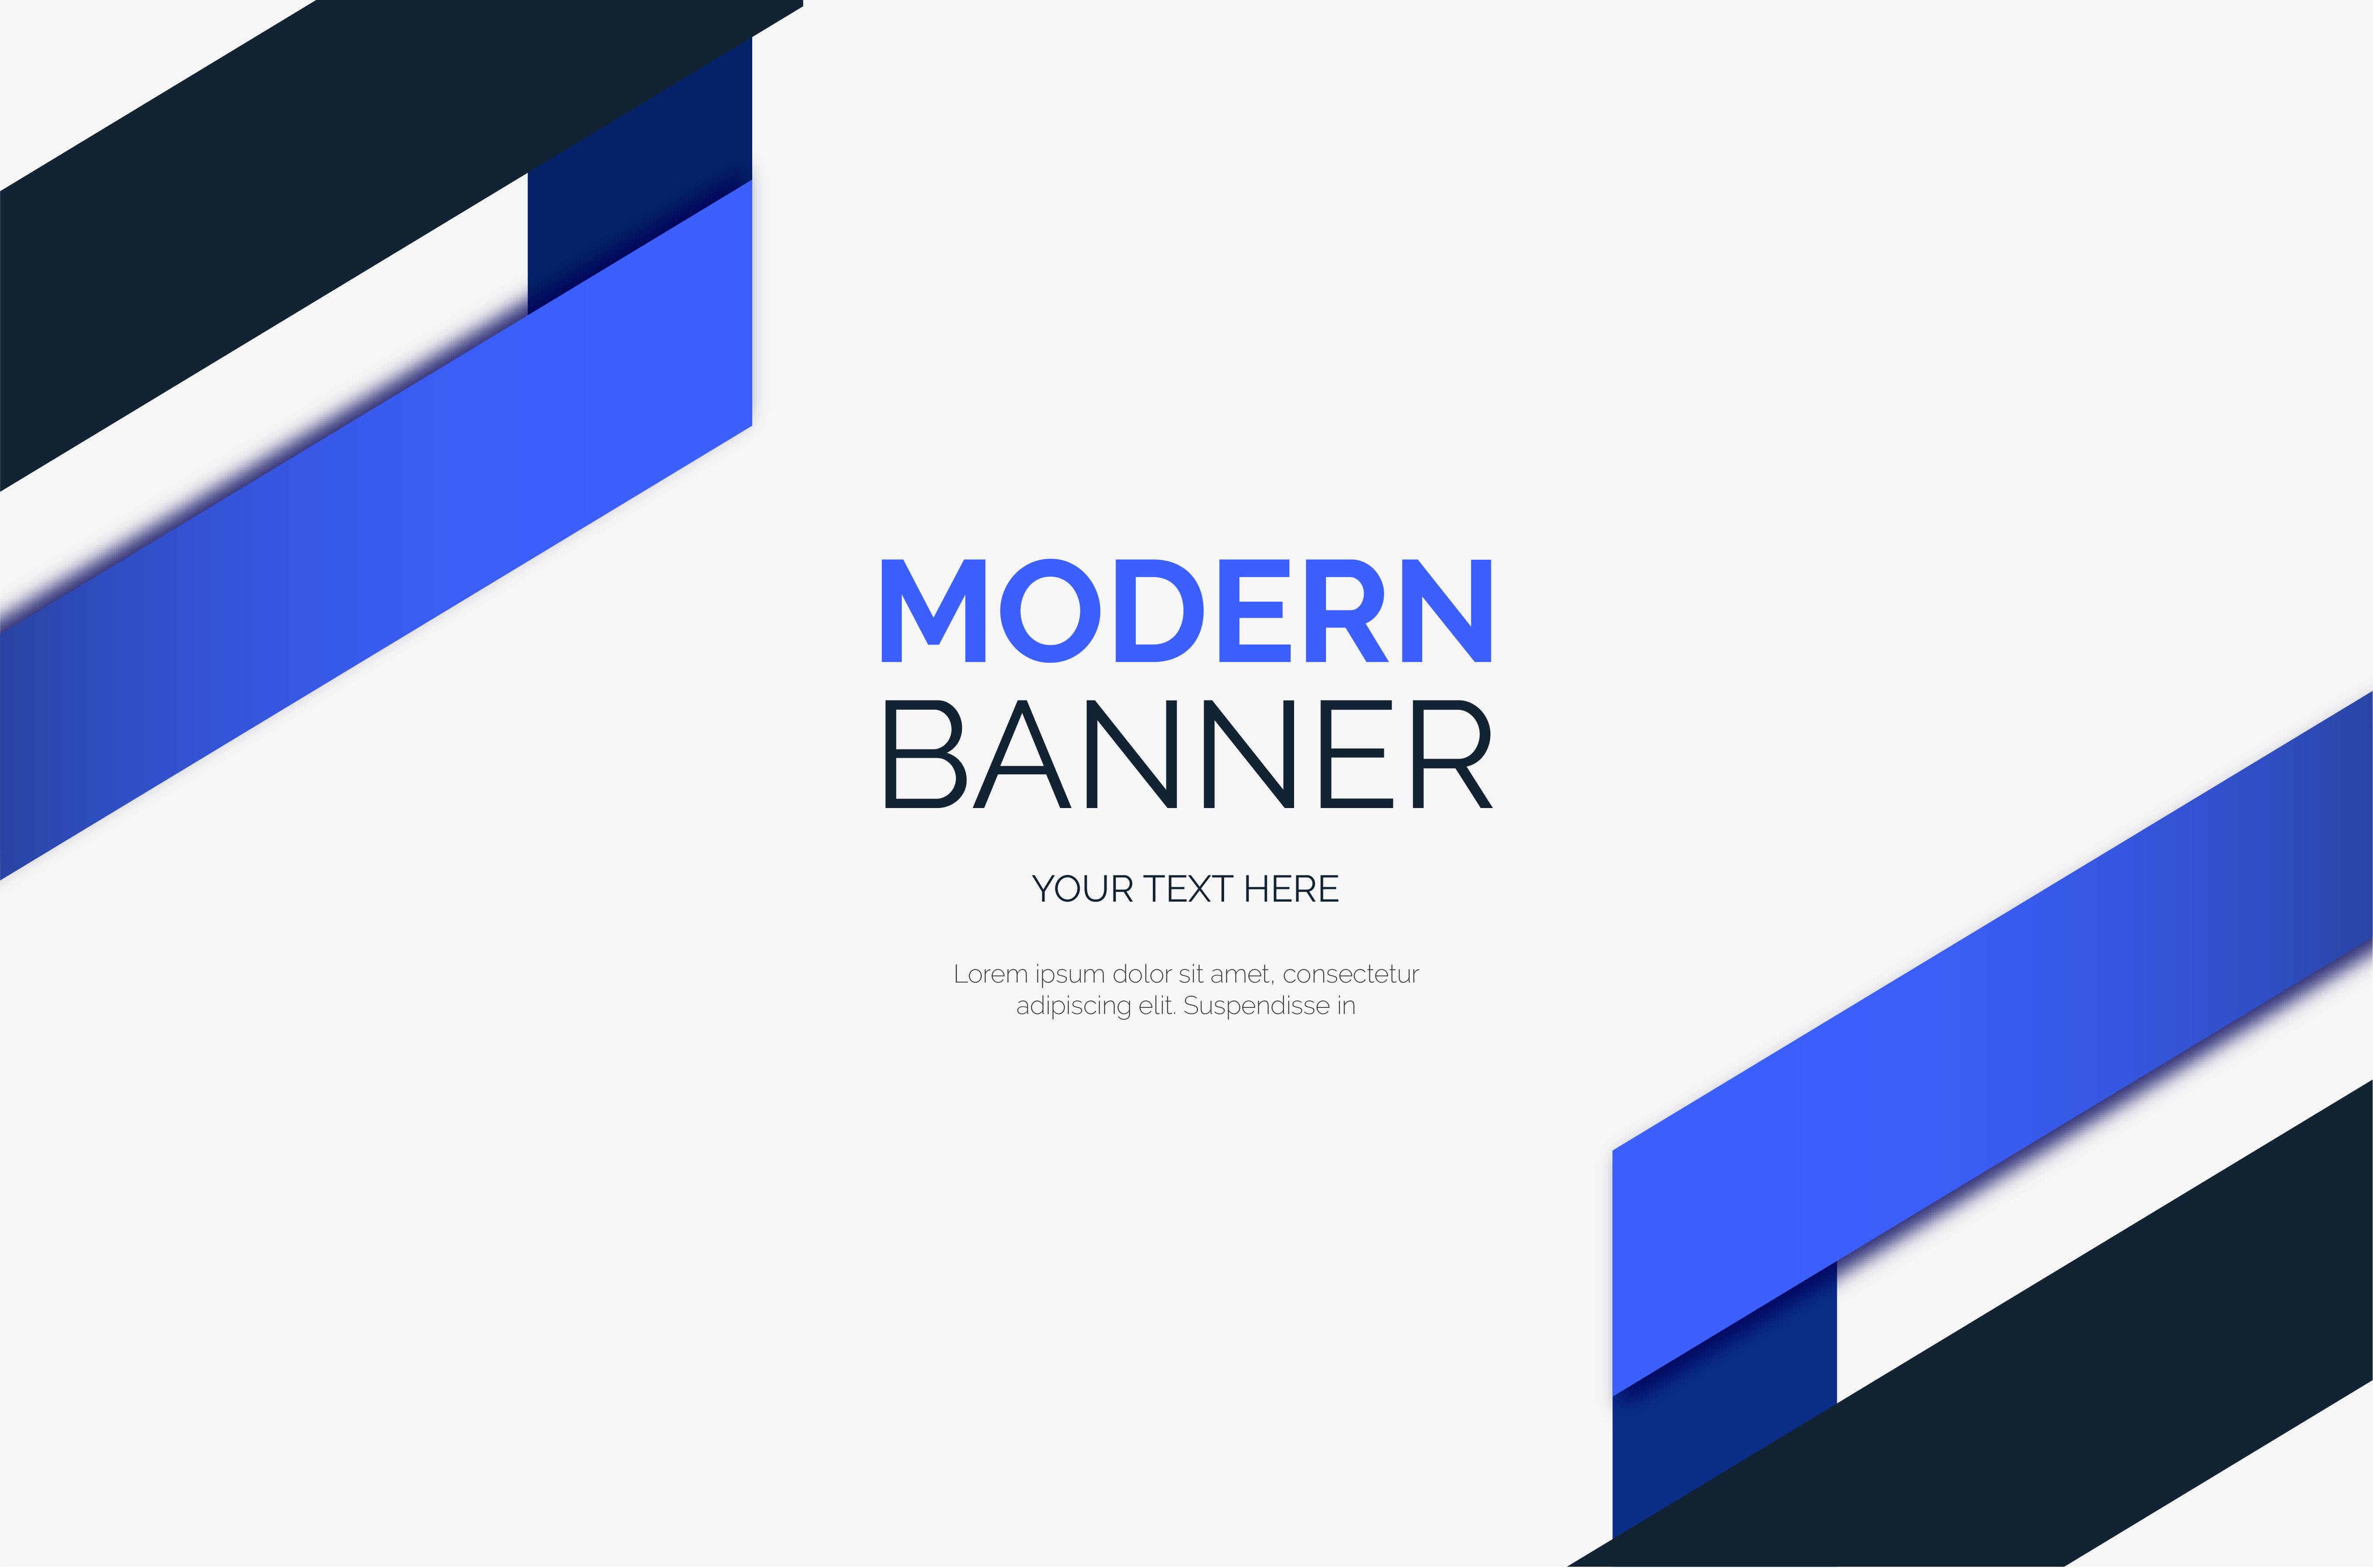 MODERN
BANNER
YOUR TEXT HERE
Lorem ipsum dolor sit amet, consectetur
adipiscing elit. Suspendisse in